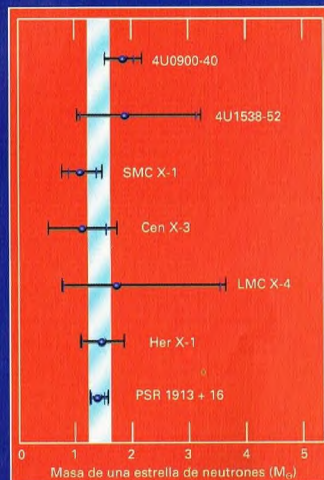 4U0900-40
4U1538-52
SMC X-1
Cen X-3
LMC X-4
Her X-1
PSR 1913 + 16
0 1 2 3 4 5
Masa de una estrella de neutrones (M⊙)